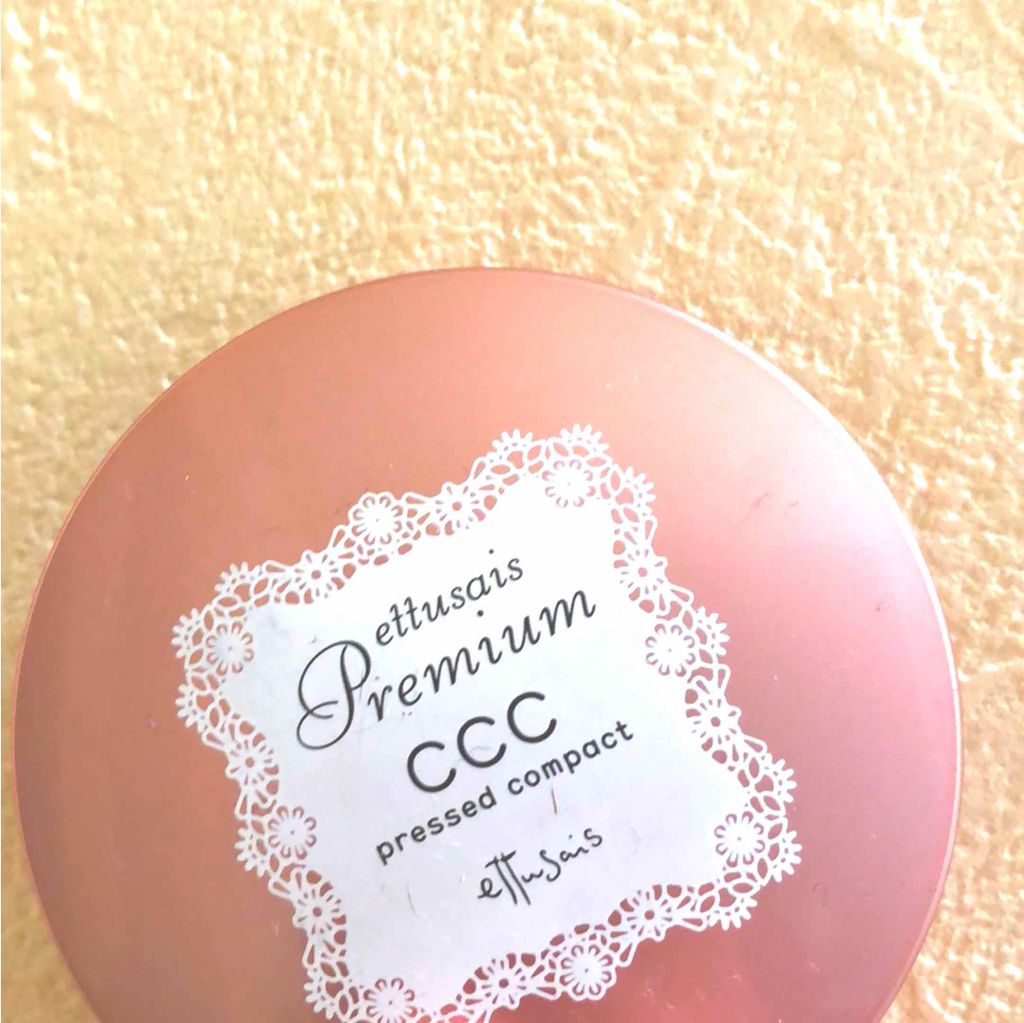 ettusais
Premium
CCC
pressed compact
ettusais